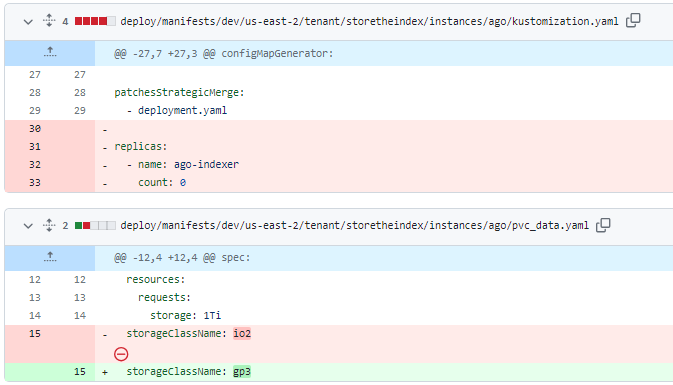 4 deploy/manifests/dev/us-east-2/tenant/storetheindex/instances/ago/kustomization.yaml
@@ -27,7 +27,3 @@ configMapGenerator:
27 27
28 28 patchesStrategicMerge:
29 29 - deployment.yaml
30 -
31 - replicas:
32 - - name: ago-indexer
33 - count: 0
2 deploy/manifests/dev/us-east-2/tenant/storetheindex/instances/ago/pvc_data.yaml
@@ -12,4 +12,4 @@ spec:
12 12 resources:
13 13 requests:
14 14 storage: 1Ti
15 - storageClassName: io2
15 + storageClassName: gp3